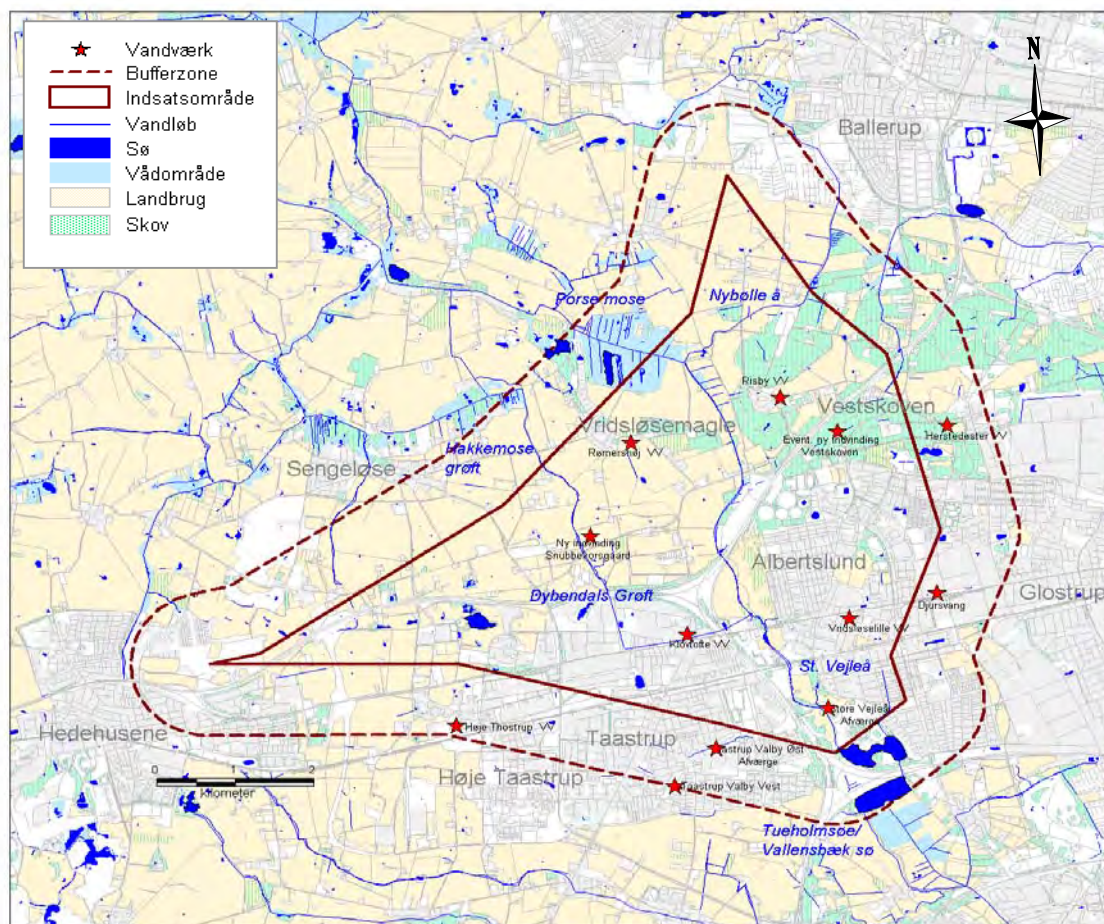 Vandværk
Bufferzone
Indsatsområde
Vandløb
Sø
Vådområde
Landbrug
Skov
N
Ballerup
Porse mose
Nybølle å
Risby VV
Vestskoven
Vridsløsemagle
Event. ny indvinding
Vestskoven
Herstedøster VV
Rømershøj VV
Hakkemose
grøft
Sengeløse
Ny indvinding
Snubbekorsgaard
Albertslund
Dybendals Grøft
Djursvang
Glostrup
Vridsløselille VV
Kløvtofte VV
St. Vejleå
Store Vejleå
Afværge
Høje Thostrup VV
Hedehusene
Taastrup
Taastrup Valby Øst
Afværge
Høje Taastrup
0 1 2
kilometer
Taastrup Valby Vest
Tueholmsøe/
Vallensbæk sø